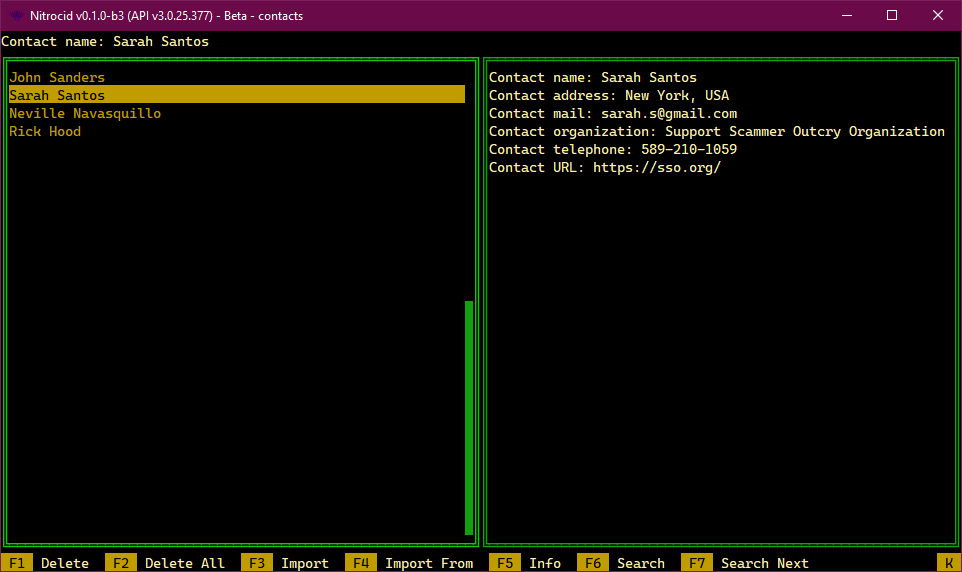 Nitrocid v0.1.0-b3 (API v3.0.25.377) - Beta - contacts
Contact name: Sarah Santos
John Sanders
Sarah Santos
Neville Navasquillo
Rick Hood
Contact name: Sarah Santos
Contact address: New York, USA
Contact mail: sarah.s@gmail.com
Contact organization: Support Scammer Outcry Organization
Contact telephone: 589-210-1059
Contact URL: https://sso.org/
F1 Delete F2 Delete All F3 Import F4 Import From F5 Info F6 Search F7 Search Next K